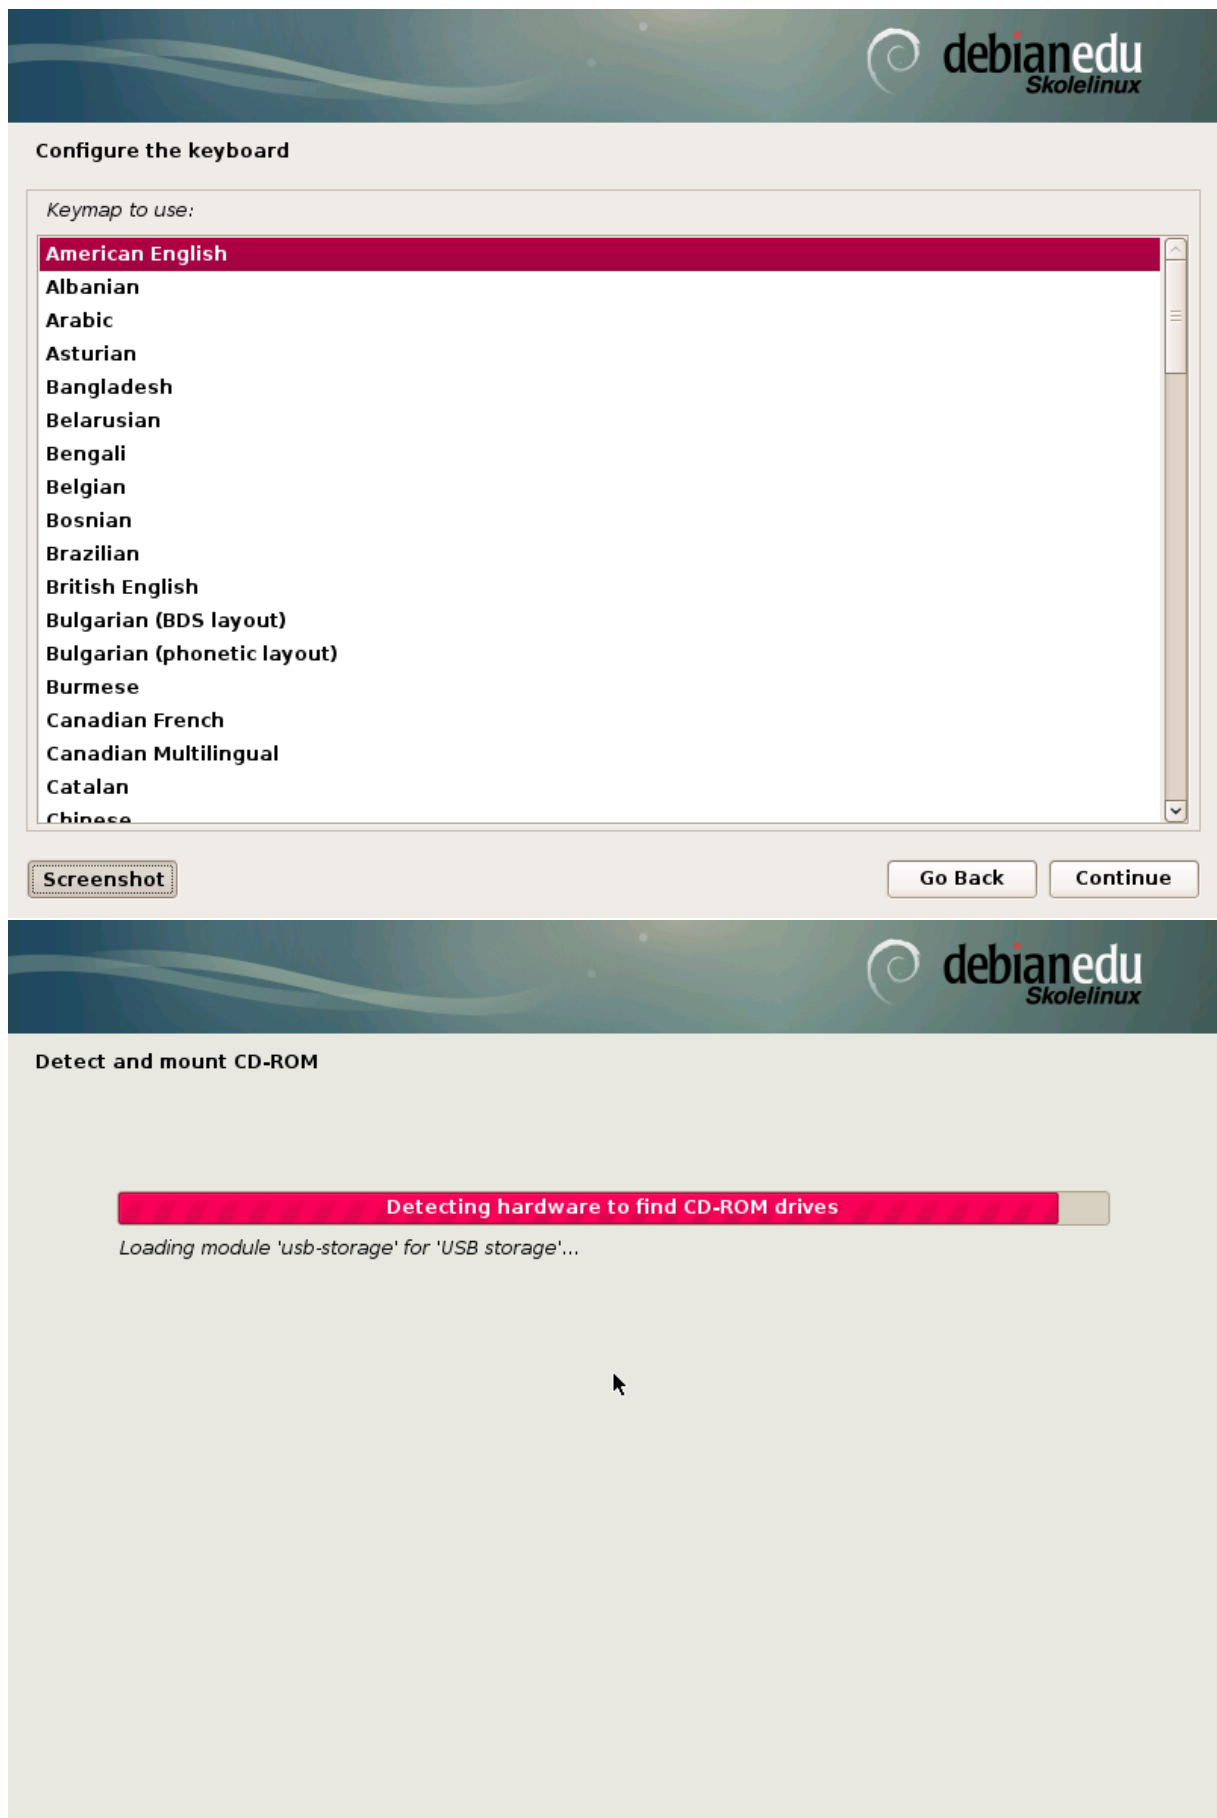 debianedu
Skolelinux
Configure the keyboard
Keymap to use:
American English
Albanian
Arabic
Asturian
Bangladesh
Belarusian
Bengali
Belgian
Bosnian
Brazilian
British English
Bulgarian (BDS layout)
Bulgarian (phonetic layout)
Burmese
Canadian French
Canadian Multilingual
Catalan
Chinese
Screenshot
Go Back
Continue
debianedu
Skolelinux
Detect and mount CD-ROM
Detecting hardware to find CD-ROM drives
Loading module 'usb-storage' for 'USB storage'...